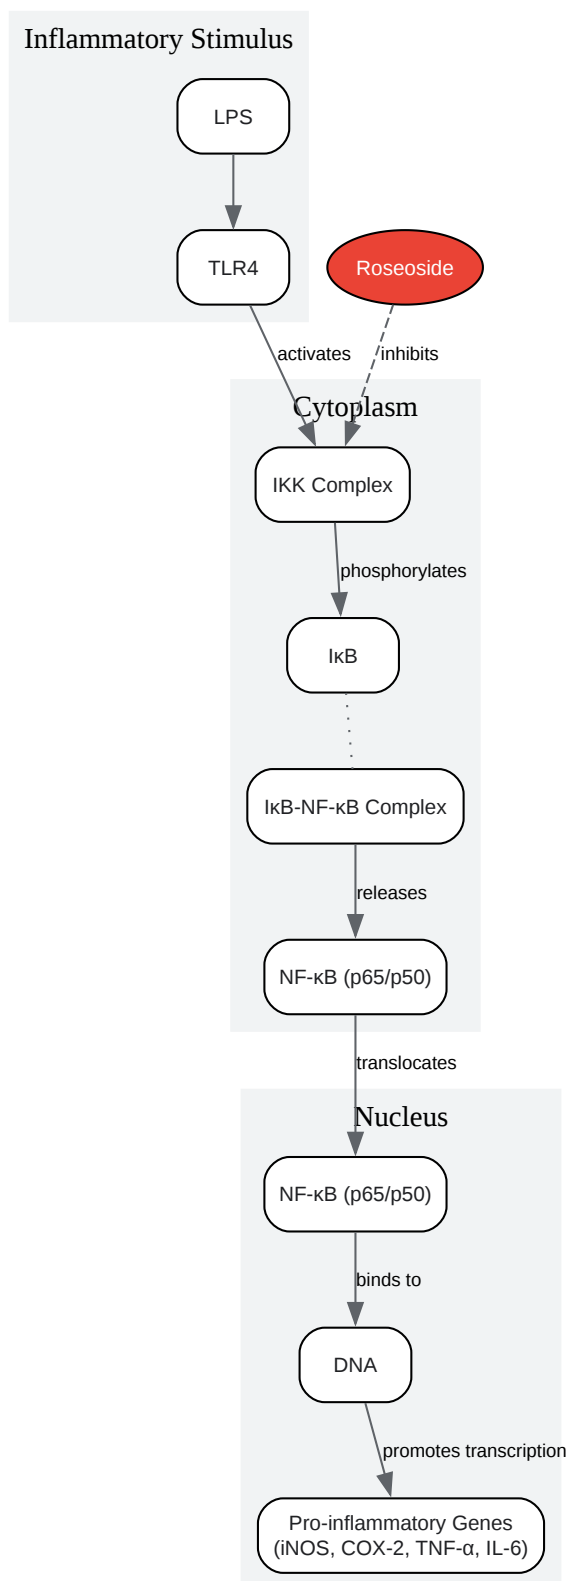 Inflammatory Stimulus
LPS
TLR4
Roseoside
activates
inhibits
Cytoplasm
IKK Complex
phosphorylates
IκB
IκB-NF-κB Complex
releases
NF-κB (p65/p50)
translocates
Nucleus
NF-κB (p65/p50)
binds to
DNA
promotes transcription
Pro-inflammatory Genes
(iNOS, COX-2, TNF-α, IL-6)